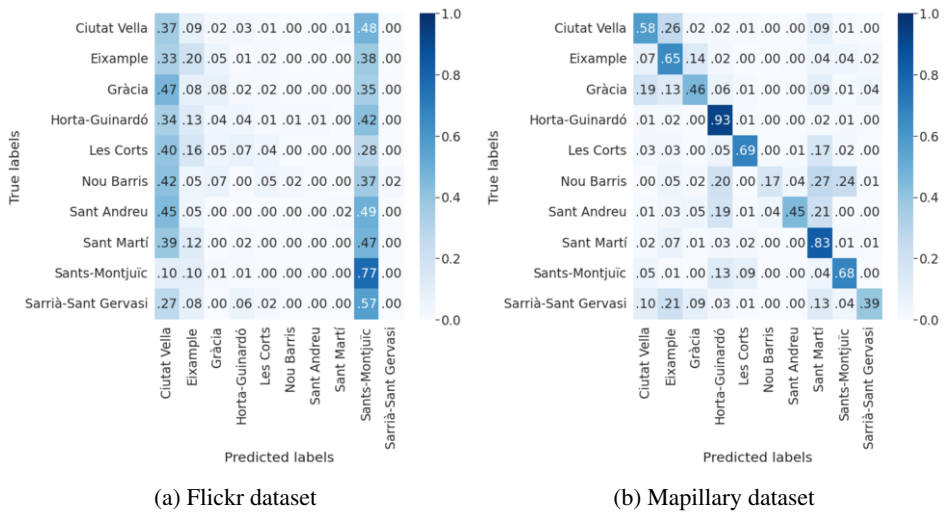 Ciutat Vella .37 .09 .02 .03 .01 .00 .00 .01 .48 .00
Eixample .33 .20 .05 .01 .02 .00 .00 .00 .38 .00
Gràcia .47 .08 .08 .02 .02 .00 .00 .00 .35 .00
Horta-Guinardó .34 .13 .04 .04 .01 .01 .01 .00 .42 .00
Les Corts .40 .16 .05 .07 .04 .00 .00 .00 .28 .00
Nou Barris .42 .05 .07 .00 .05 .02 .00 .00 .37 .02
Sant Andreu .45 .05 .00 .00 .00 .00 .00 .02 .49 .00
Sant Martí .39 .12 .00 .02 .00 .00 .00 .00 .47 .00
Sants-Montjuïc .10 .10 .01 .01 .00 .00 .00 .00 .77 .00
Sarrià-Sant Gervasi .27 .08 .00 .06 .02 .00 .00 .00 .57 .00
True labels
Ciutat Vella
Eixample
Gràcia
Horta-Guinardó
Les Corts
Nou Barris
Sant Andreu
Sant Martí
Sants-Montjuïc
Sarrià-Sant Gervasi
Predicted labels
1.0
0.8
0.6
0.4
0.2
0.0
(a) Flickr dataset
Ciutat Vella .58 .26 .02 .02 .01 .00 .00 .09 .01 .00
Eixample .07 .65 .14 .02 .00 .00 .00 .04 .04 .02
Gràcia .19 .13 .46 .06 .01 .00 .00 .09 .01 .04
Horta-Guinardó .01 .02 .00 .93 .00 .00 .00 .02 .01 .00
Les Corts .03 .03 .00 .05 .69 .00 .01 .17 .02 .00
Nou Barris .00 .05 .02 .20 .00 .17 .04 .27 .24 .01
Sant Andreu .01 .03 .05 .19 .01 .04 .45 .21 .00 .00
Sant Martí .02 .07 .01 .03 .02 .00 .00 .83 .01 .01
Sants-Montjuïc .05 .01 .00 .13 .09 .00 .00 .04 .68 .00
Sarrià-Sant Gervasi .10 .21 .09 .03 .01 .00 .00 .13 .04 .39
True labels
Ciutat Vella
Eixample
Gràcia
Horta-Guinardó
Les Corts
Nou Barris
Sant Andreu
Sant Martí
Sants-Montjuïc
Sarrià-Sant Gervasi
Predicted labels
1.0
0.8
0.6
0.4
0.2
0.0
(b) Mapillary dataset